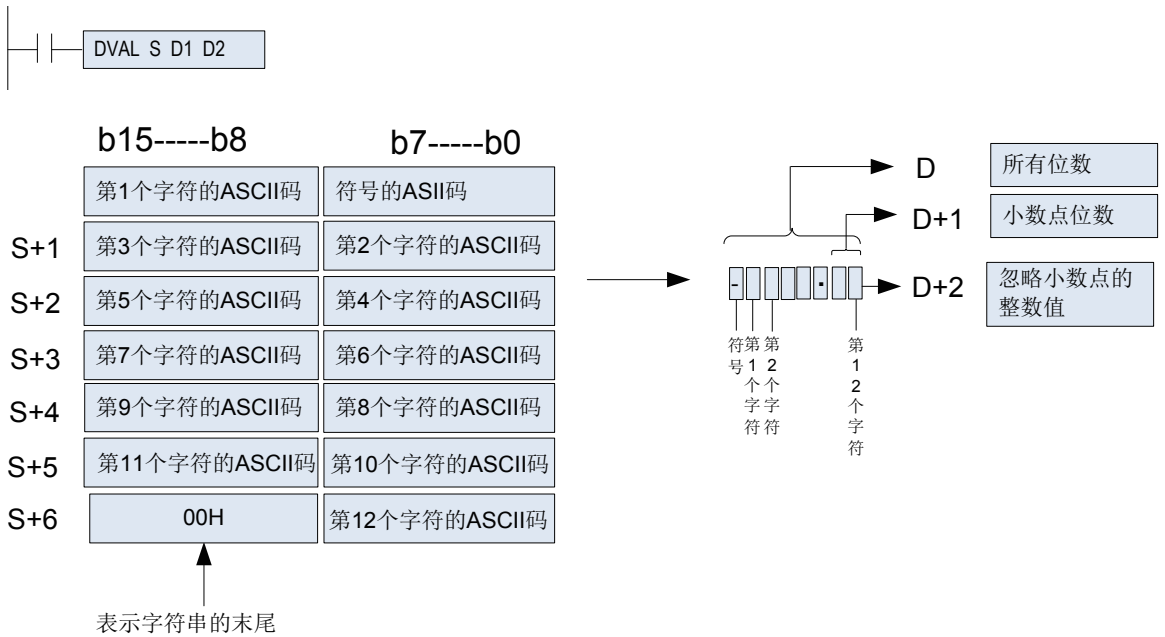 DVAL S D1 D2
b15-----b8 b7-----b0
第1个字符的ASCII码 符号的ASII码
S+1 第3个字符的ASCII码 第2个字符的ASCII码
S+2 第5个字符的ASCII码 第4个字符的ASCII码
S+3 第7个字符的ASCII码 第6个字符的ASCII码
S+4 第9个字符的ASCII码 第8个字符的ASCII码
S+5 第11个字符的ASCII码 第10个字符的ASCII码
S+6 00H 第12个字符的ASCII码
表示字符串的末尾
D 所有位数
D+1 小数点位数
D+2 忽略小数点的
整数值
- .
符号
第1个字符
第2个字符
第12个字符